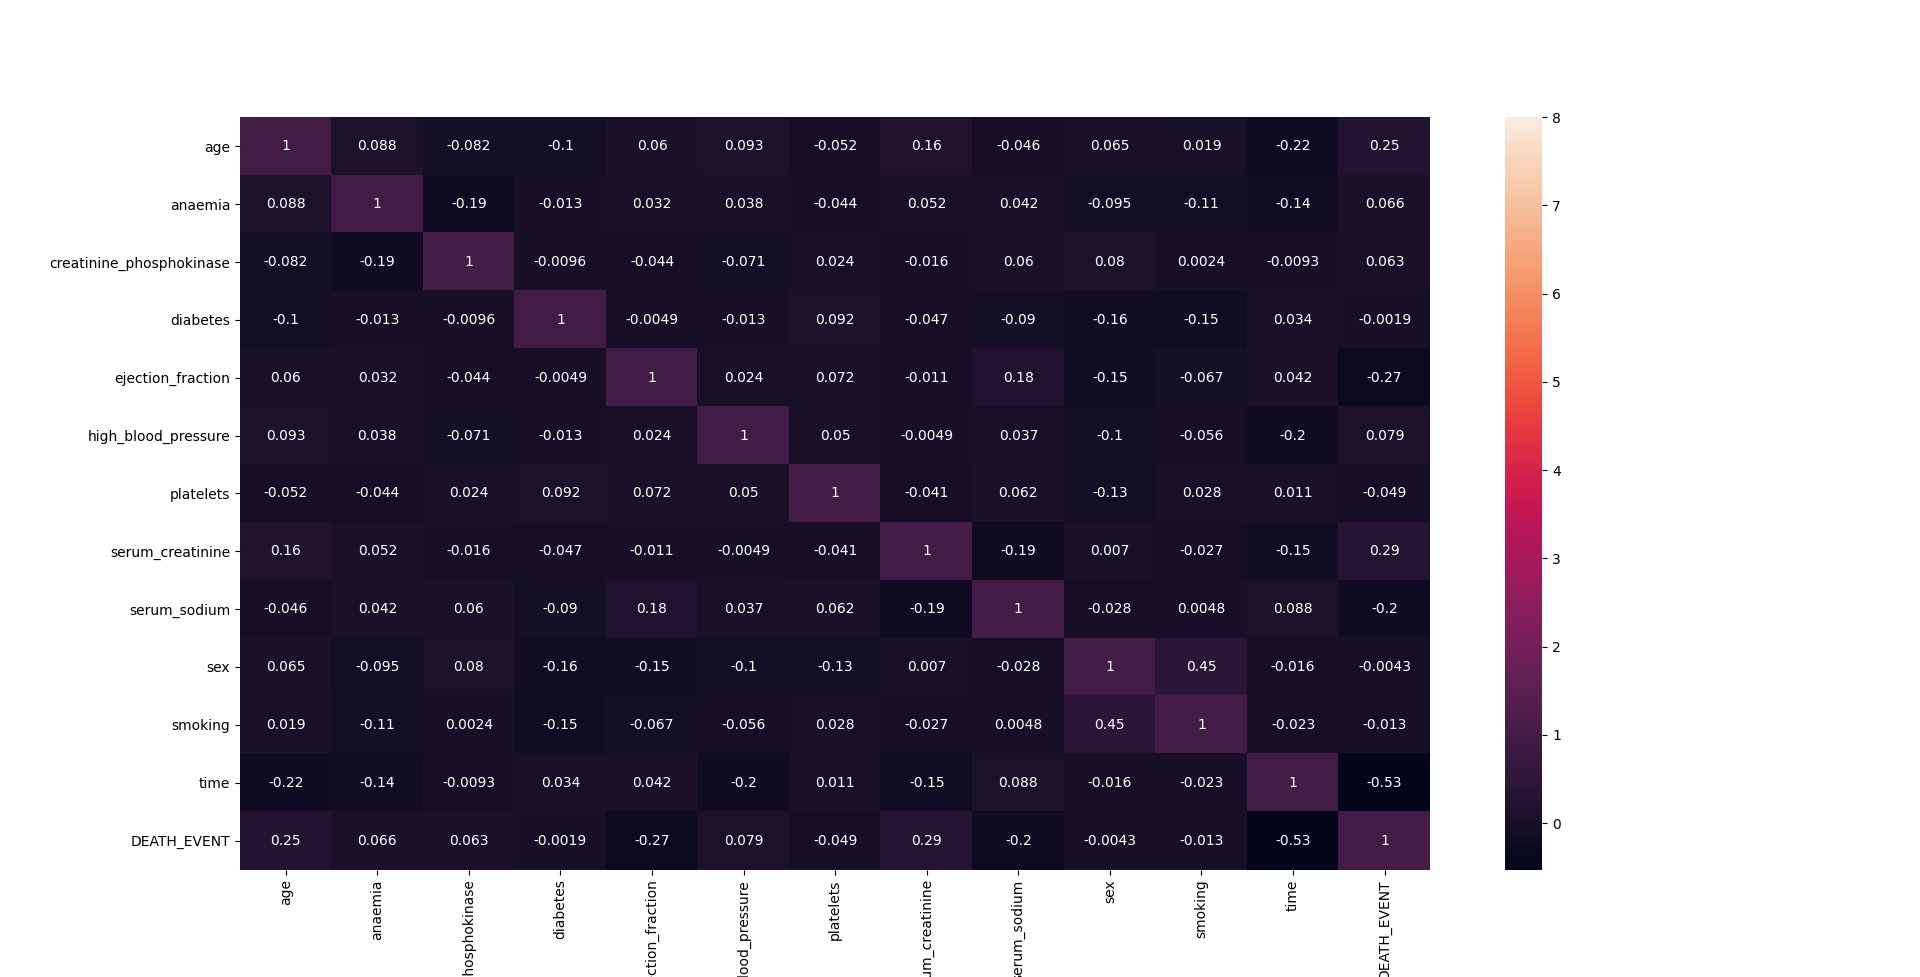 age 1 0.088 -0.082 -0.1 0.06 0.093 -0.052 0.16 -0.046 0.065 0.019 -0.22 0.25
anaemia 0.088 1 -0.19 -0.013 0.032 0.038 -0.044 0.052 0.042 -0.095 -0.11 -0.14 0.066
creatinine_phosphokinase -0.082 -0.19 1 -0.0096 -0.044 -0.071 0.024 -0.016 0.06 0.08 0.0024 -0.0093 0.063
diabetes -0.1 -0.013 -0.0096 1 -0.0049 -0.013 0.092 -0.047 -0.09 -0.16 -0.15 0.034 -0.0019
ejection_fraction 0.06 0.032 -0.044 -0.0049 1 0.024 0.072 -0.011 0.18 -0.15 -0.067 0.042 -0.27
high_blood_pressure 0.093 0.038 -0.071 -0.013 0.024 1 0.05 -0.0049 0.037 -0.1 -0.056 -0.2 0.079
platelets -0.052 -0.044 0.024 0.092 0.072 0.05 1 -0.041 0.062 -0.13 0.028 0.011 -0.049
serum_creatinine 0.16 0.052 -0.016 -0.047 -0.011 -0.0049 -0.041 1 -0.19 0.007 -0.027 -0.15 0.29
serum_sodium -0.046 0.042 0.06 -0.09 0.18 0.037 0.062 -0.19 1 -0.028 0.0048 0.088 -0.2
sex 0.065 -0.095 0.08 -0.16 -0.15 -0.1 -0.13 0.007 -0.028 1 0.45 -0.016 -0.0043
smoking 0.019 -0.11 0.0024 -0.15 -0.067 -0.056 0.028 -0.027 0.0048 0.45 1 -0.023 -0.013
time -0.22 -0.14 -0.0093 0.034 0.042 -0.2 0.011 -0.15 0.088 -0.016 -0.023 1 -0.53
DEATH_EVENT 0.25 0.066 0.063 -0.0019 -0.27 0.079 -0.049 0.29 -0.2 -0.0043 -0.013 -0.53 1
age
anaemia
hosphokinase
diabetes
ction_fraction
lood_pressure
platelets
um_creatinine
serum_sodium
sex
smoking
time
DEATH_EVENT
8
7
6
5
4
3
2
1
0